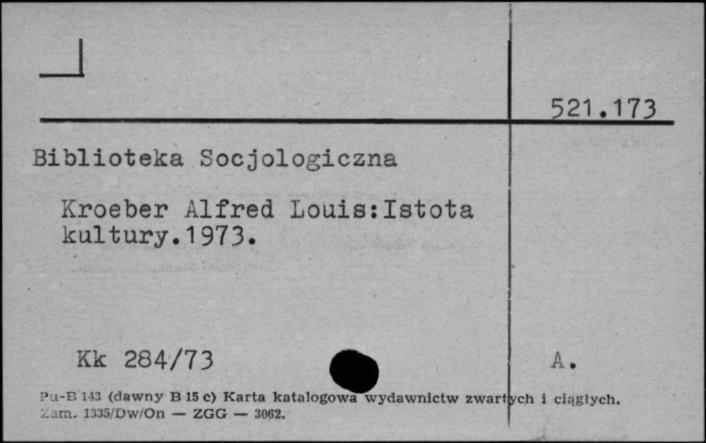 521.173
Biblioteka Socjologiczna
Kroeber Alfred Louis:Istota
kultury.1973.
Kk 284/73
A.
Pu-B 143 (dawny B 15 c) Karta katalogowa wydawnictw zwartych i ciągłych.
Zam. 1335/Dw/On — ZGG — 3062.